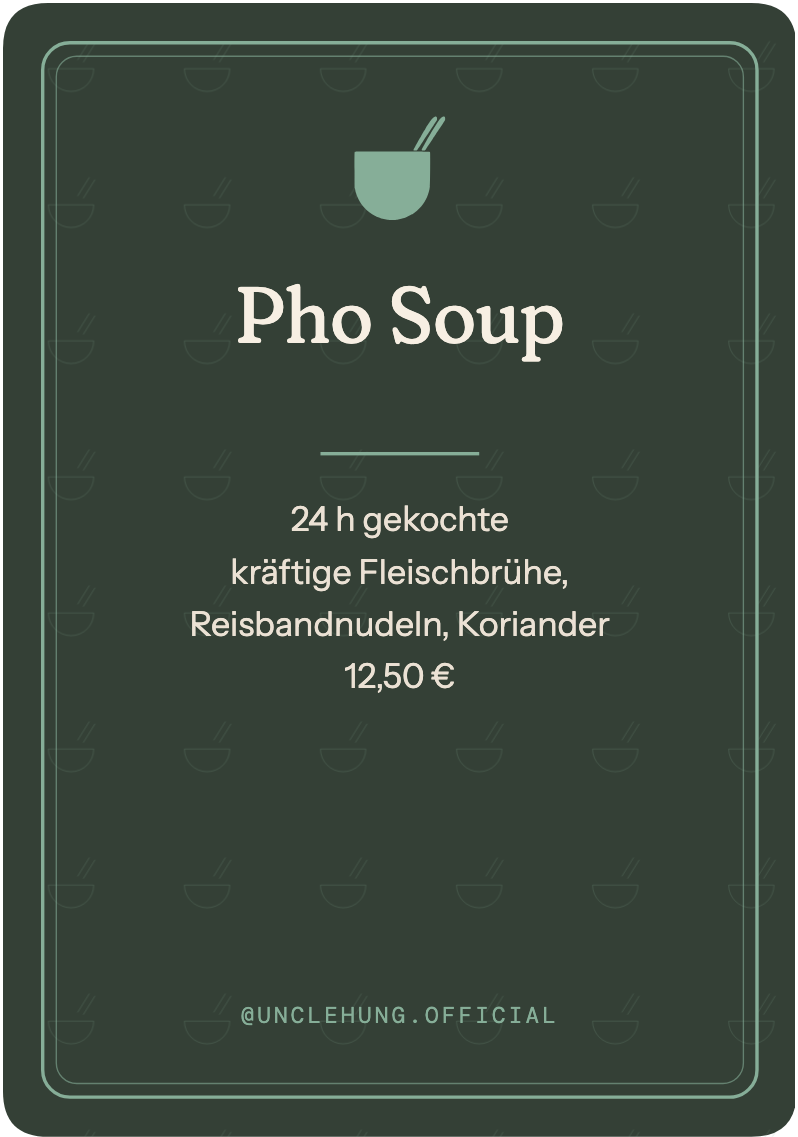 Pho Soup
24 h gekochte
kräftige Fleischbrühe,
Reisbandnudeln, Koriander
12,50 €
@UNCLEHUNG.OFFICIAL